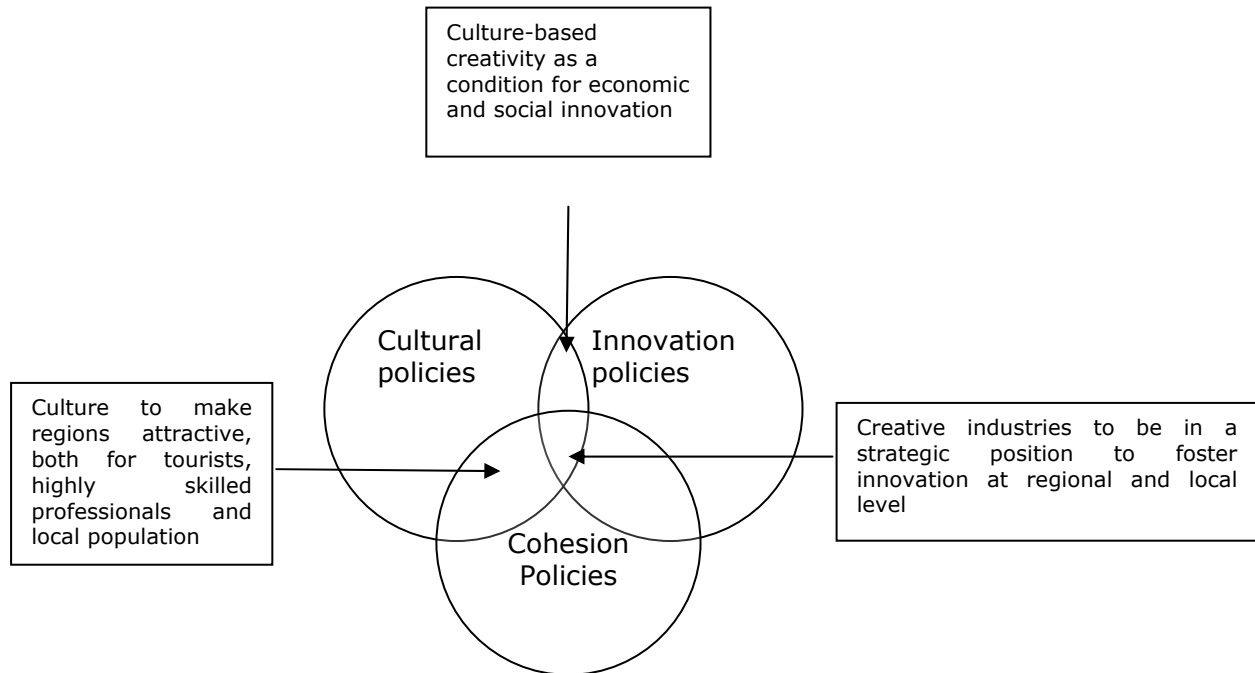 Culture-based
creativity as a
condition for economic
and social innovation
Cultural
policies
Innovation
policies
Culture to make
regions attractive,
both for tourists,
highly skilled
professionals and
local population
Creative industries to be in a
strategic position to foster
innovation at regional and local
level
Cohesion
Policies